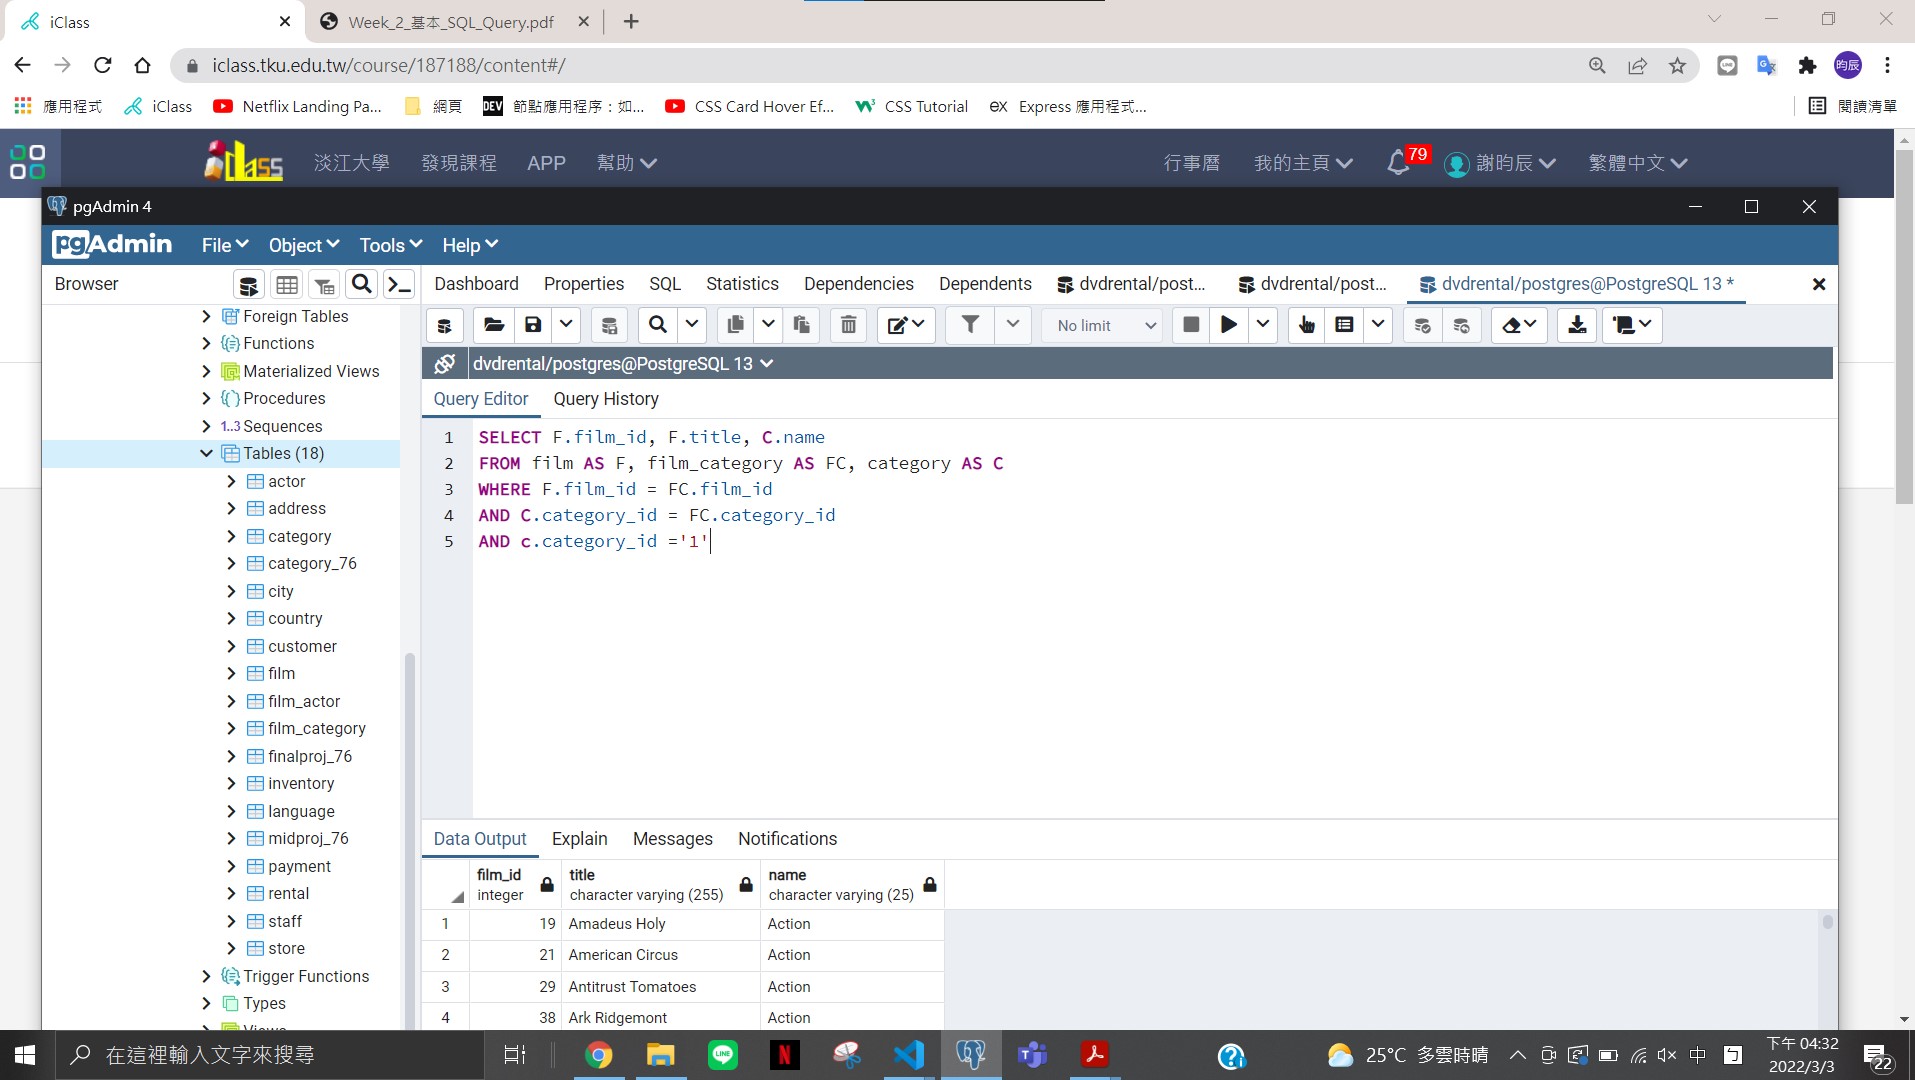 iClass
Week_2_基本_SQL_Query.pdf
iclass.tku.edu.tw/course/187188/content#/
昀辰
應用程式
iClass
Netflix Landing Pa...
網頁
DEV 節點應用程序：如...
CSS Card Hover Ef...
CSS Tutorial
ex Express 應用程式...
閱讀清單
iClass 淡江大學 發現課程 APP 幫助
行事曆 我的主頁 79 謝昀辰 繁體中文
pgAdmin 4
pgAdmin File Object Tools Help
Browser
Dashboard Properties SQL Statistics Dependencies Dependents dvdrental/post... dvdrental/post... dvdrental/postgres@PostgreSQL 13 *
No limit
dvdrental/postgres@PostgreSQL 13
Query Editor Query History
Foreign Tables
Functions
Materialized Views
Procedures
1..3 Sequences
Tables (18)
actor
address
category
category_76
city
country
customer
film
film_actor
film_category
finalproj_76
inventory
language
midproj_76
payment
rental
staff
store
Trigger Functions
Types
Views
1 SELECT F.film_id, F.title, C.name
2 FROM film AS F, film_category AS FC, category AS C
3 WHERE F.film_id = FC.film_id
4 AND C.category_id = FC.category_id
5 AND c.category_id ='1'
Data Output Explain Messages Notifications
film_id integer title character varying (255) name character varying (25)
1 19 Amadeus Holy Action
2 21 American Circus Action
3 29 Antitrust Tomatoes Action
4 38 Ark Ridgemont Action
在這裡輸入文字來搜尋
25°C 多雲時晴
中
下午 04:32
2022/3/3
22